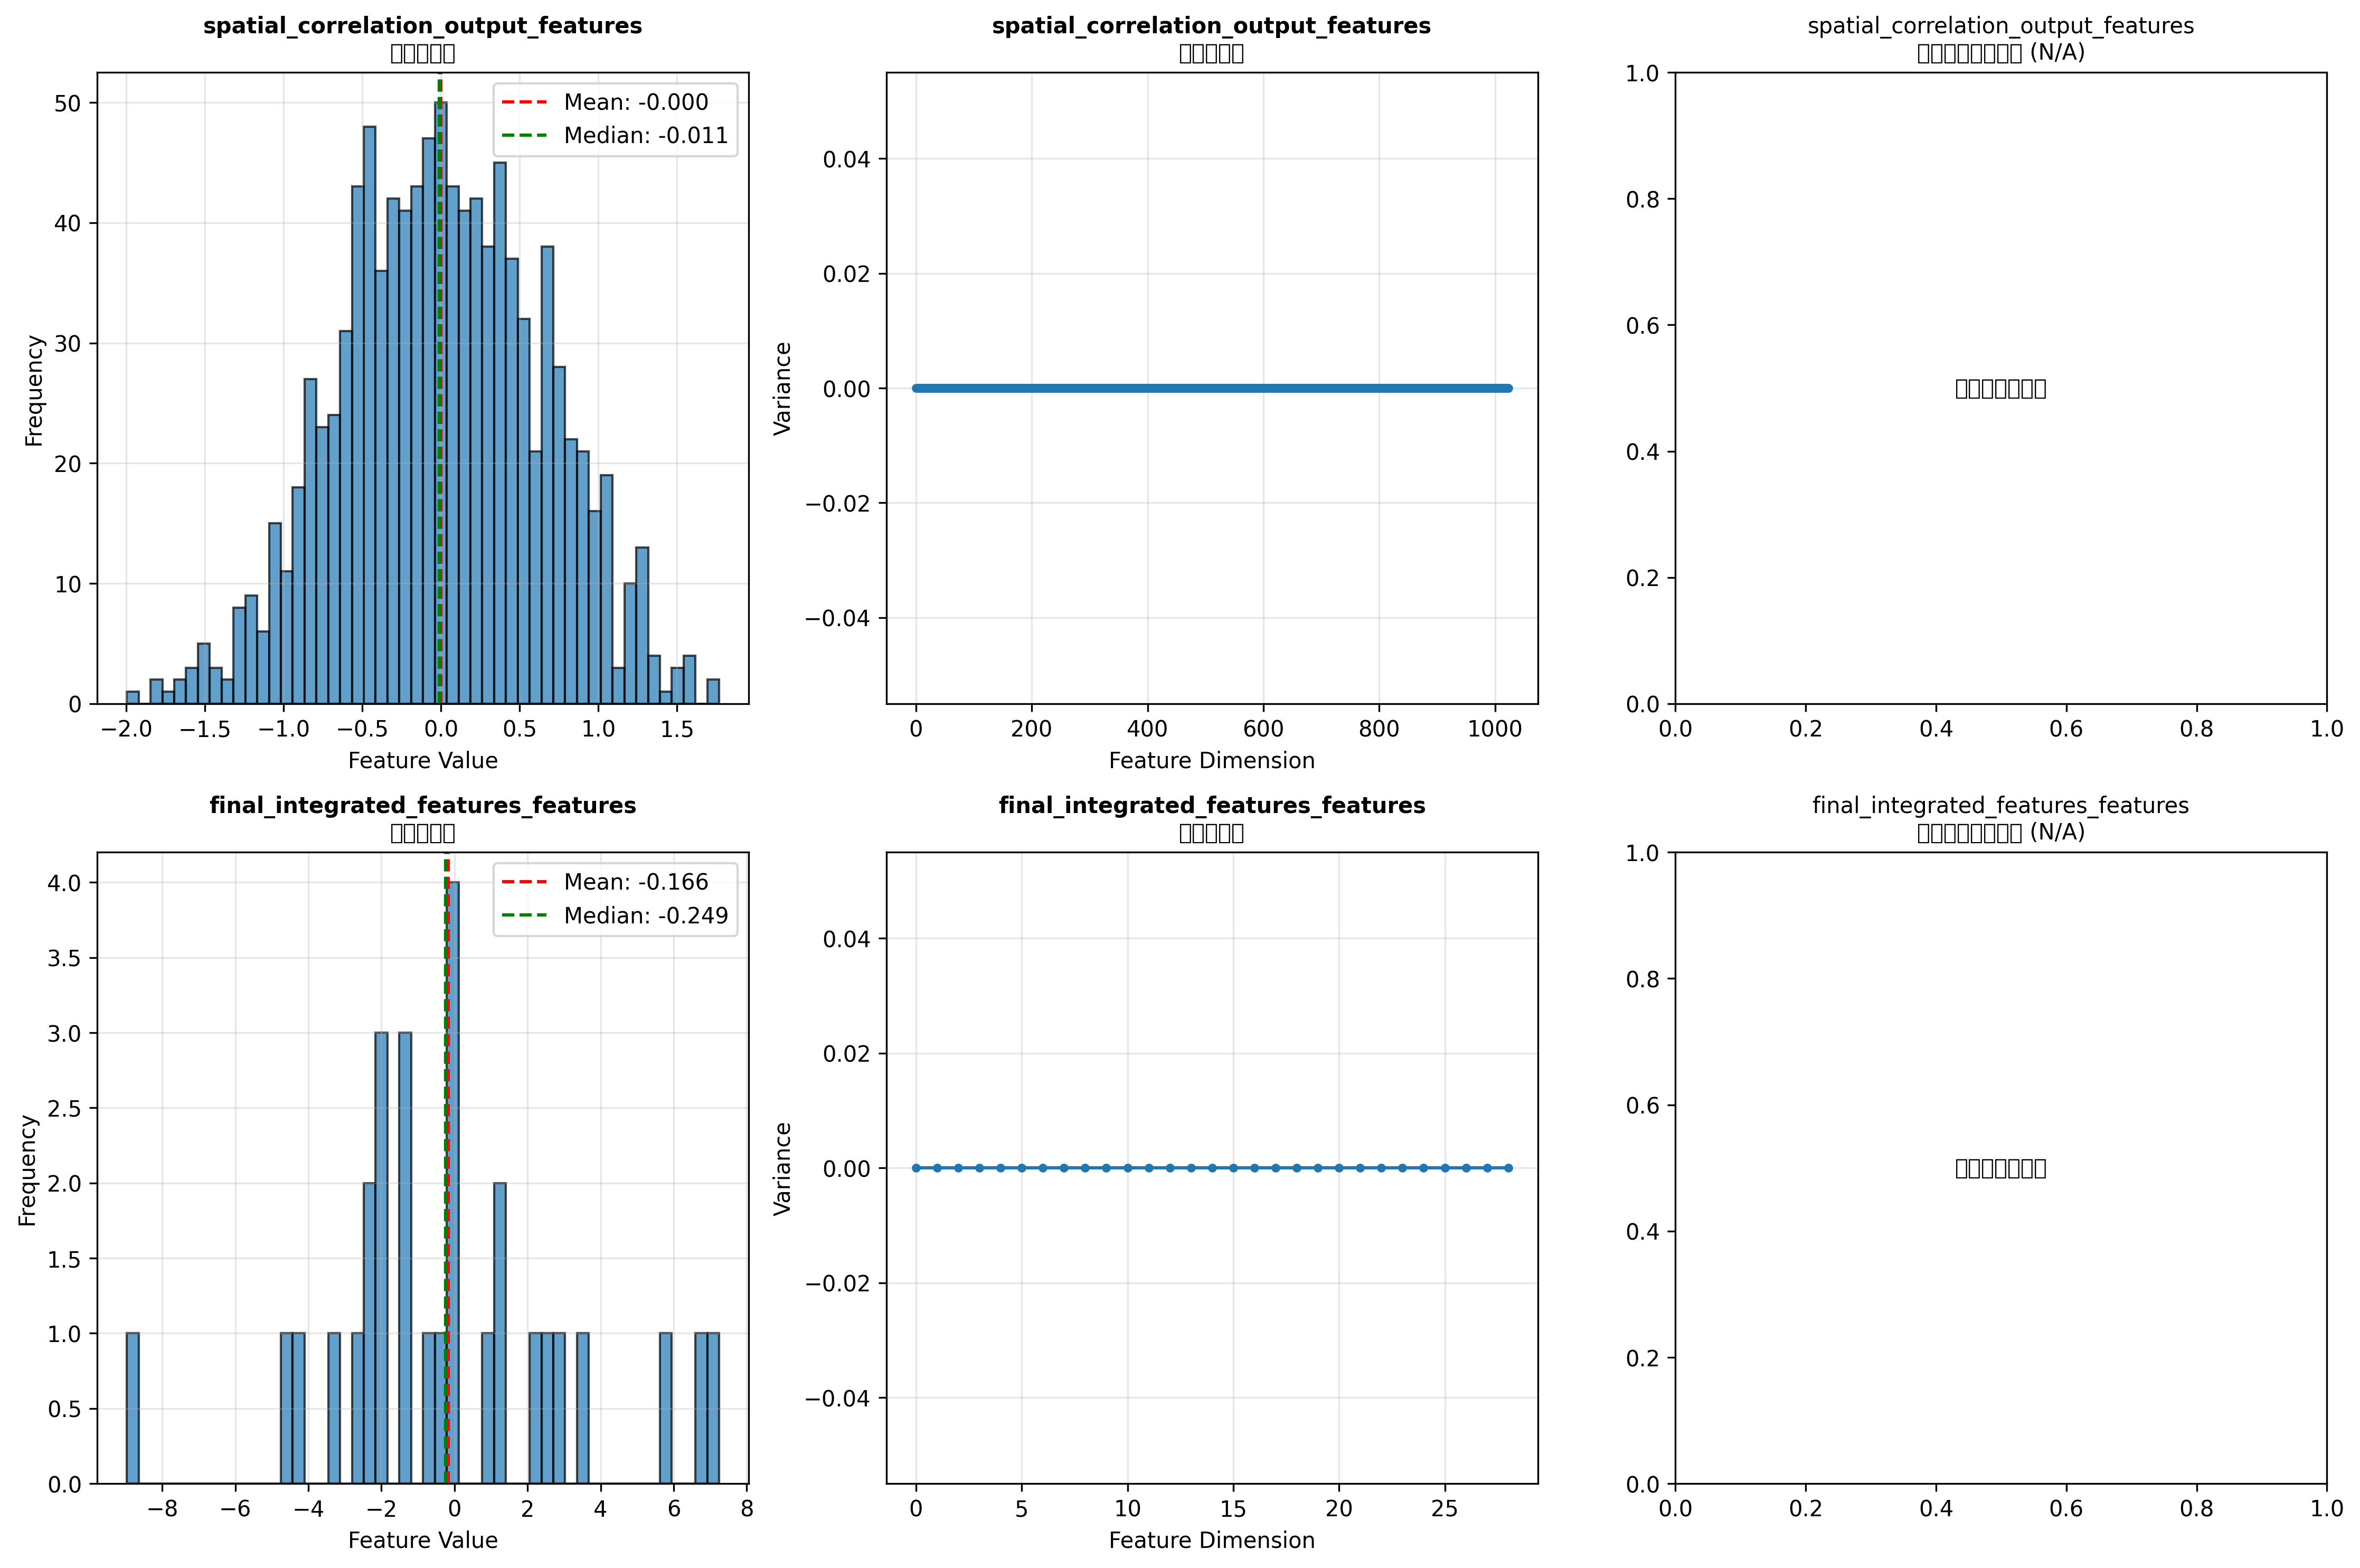 spatial_correlation_output_features
50
40
30
20
10
0
Frequency
−2.0 −1.5 −1.0 −0.5 0.0 0.5 1.0 1.5
Feature Value
Mean: -0.000
Median: -0.011
spatial_correlation_output_features
0.04
0.02
0.00
−0.02
−0.04
Variance
0 200 400 600 800 1000
Feature Dimension
spatial_correlation_output_features
(N/A)
1.0
0.8
0.6
0.4
0.2
0.0
0.0 0.2 0.4 0.6 0.8 1.0
final_integrated_features_features
4.0
3.5
3.0
2.5
2.0
1.5
1.0
0.5
0.0
Frequency
−8 −6 −4 −2 0 2 4 6 8
Feature Value
Mean: -0.166
Median: -0.249
final_integrated_features_features
0.04
0.02
0.00
−0.02
−0.04
Variance
0 5 10 15 20 25
Feature Dimension
final_integrated_features_features
(N/A)
1.0
0.8
0.6
0.4
0.2
0.0
0.0 0.2 0.4 0.6 0.8 1.0